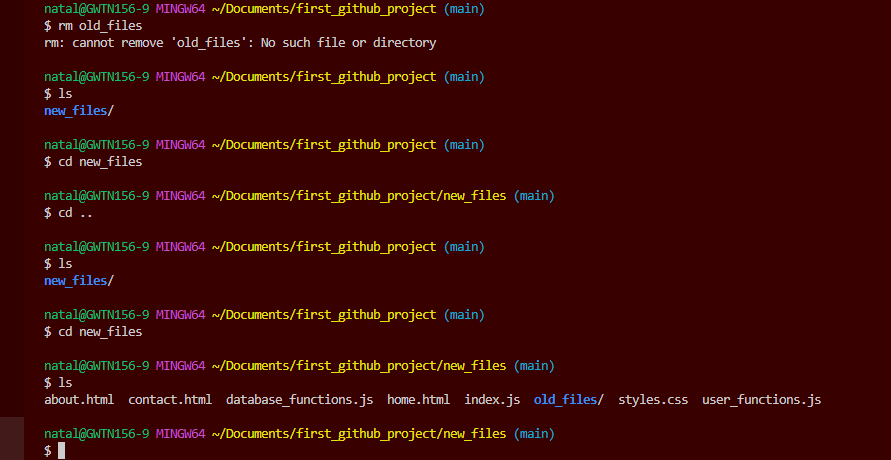 natal@GWTN156-9 MINGW64 ~/Documents/first_github_project (main)
$ rm old_files
rm: cannot remove 'old_files': No such file or directory
natal@GWTN156-9 MINGW64 ~/Documents/first_github_project (main)
$ ls
new_files/
natal@GWTN156-9 MINGW64 ~/Documents/first_github_project (main)
$ cd new_files
natal@GWTN156-9 MINGW64 ~/Documents/first_github_project/new_files (main)
$ cd ..
natal@GWTN156-9 MINGW64 ~/Documents/first_github_project (main)
$ ls
new_files/
natal@GWTN156-9 MINGW64 ~/Documents/first_github_project (main)
$ cd new_files
natal@GWTN156-9 MINGW64 ~/Documents/first_github_project/new_files (main)
$ ls
about.html  contact.html  database_functions.js  home.html  index.js  old_files/  styles.css  user_functions.js
natal@GWTN156-9 MINGW64 ~/Documents/first_github_project/new_files (main)
$